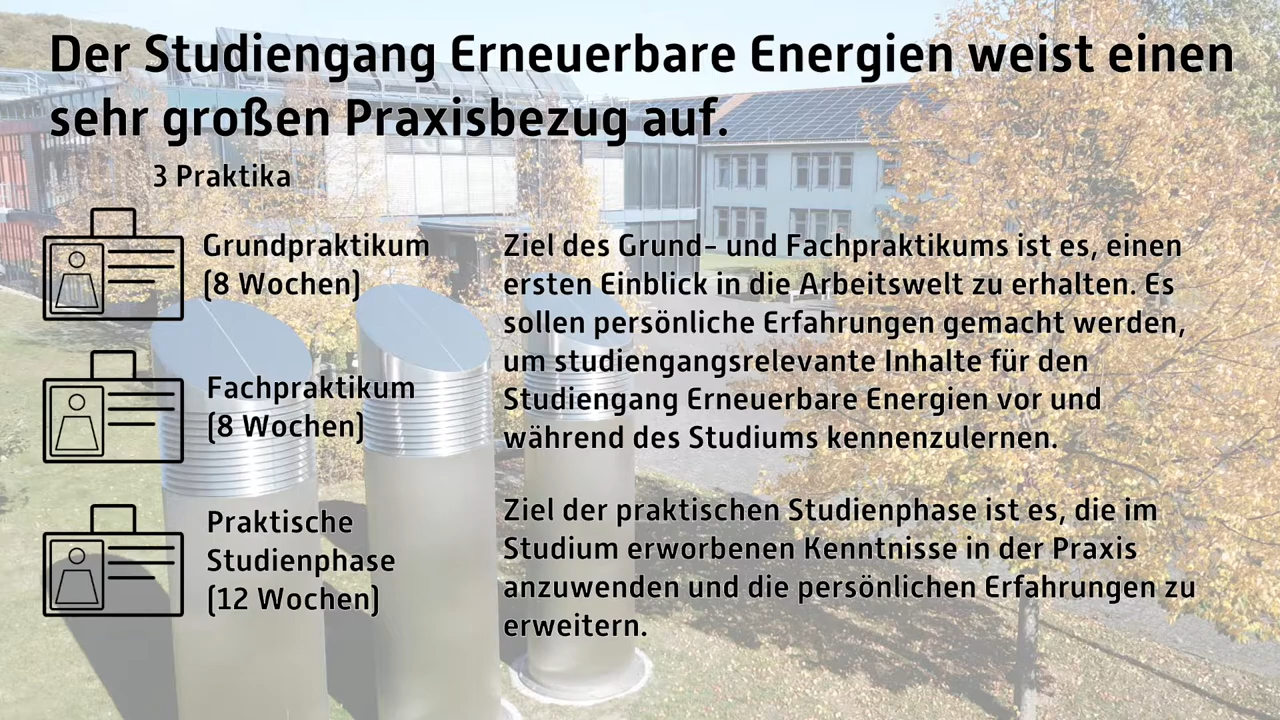 Der Studiengang Erneuerbare Energien weist einen
sehr großen Praxisbezug auf.
3 Praktika
Grundpraktikum
(8 Wochen)
Fachpraktikum
(8 Wochen)
Praktische
Studienphase
(12 Wochen)
Ziel des Grund- und Fachpraktikums ist es, einen
ersten Einblick in die Arbeitswelt zu erhalten. Es
sollen persönliche Erfahrungen gemacht werden,
um studiengangsrelevante Inhalte für den
Studiengang Erneuerbare Energien vor und
während des Studiums kennenzulernen.
Ziel der praktischen Studienphase ist es, die im
Studium erworbenen Kenntnisse in der Praxis
anzuwenden und die persönlichen Erfahrungen zu
erweitern.